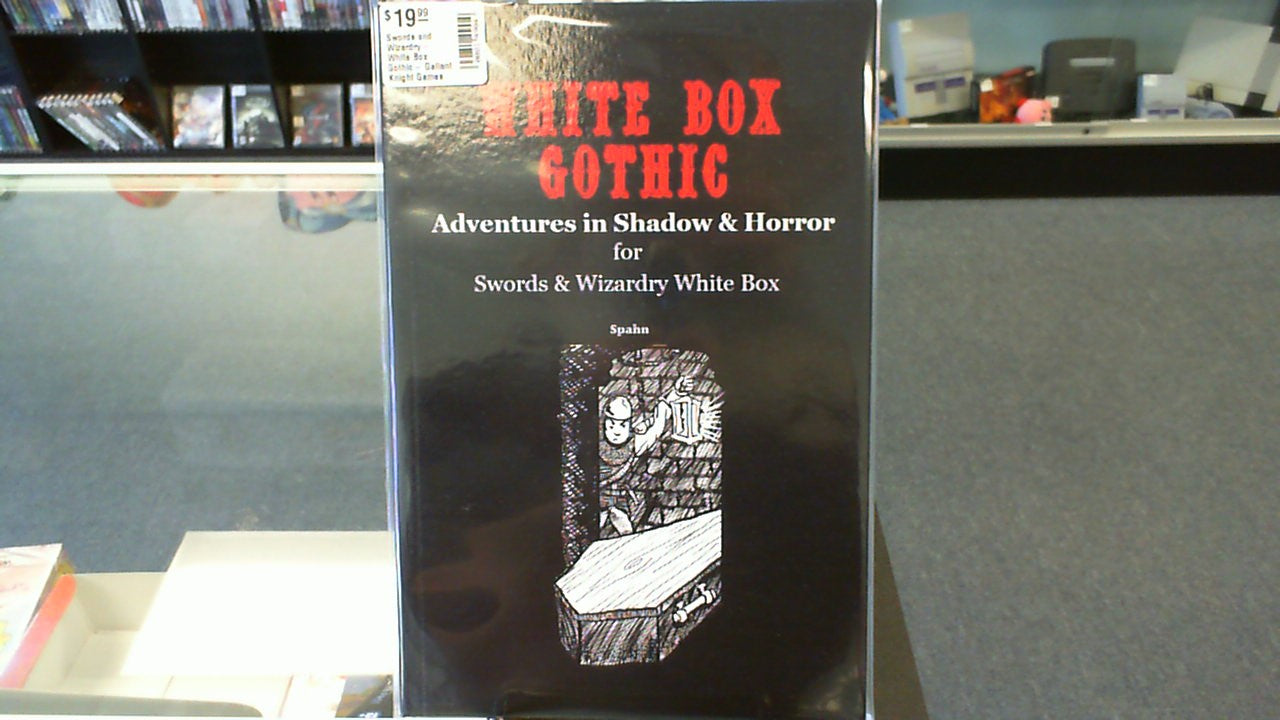 $19.99
Swords and
Wizardry -
White Box
Gothic - Gallant
Knight Games
WHITE BOX
GOTHIC
Adventures in Shadow & Horror
for
Swords & Wizardry White Box
Spahn